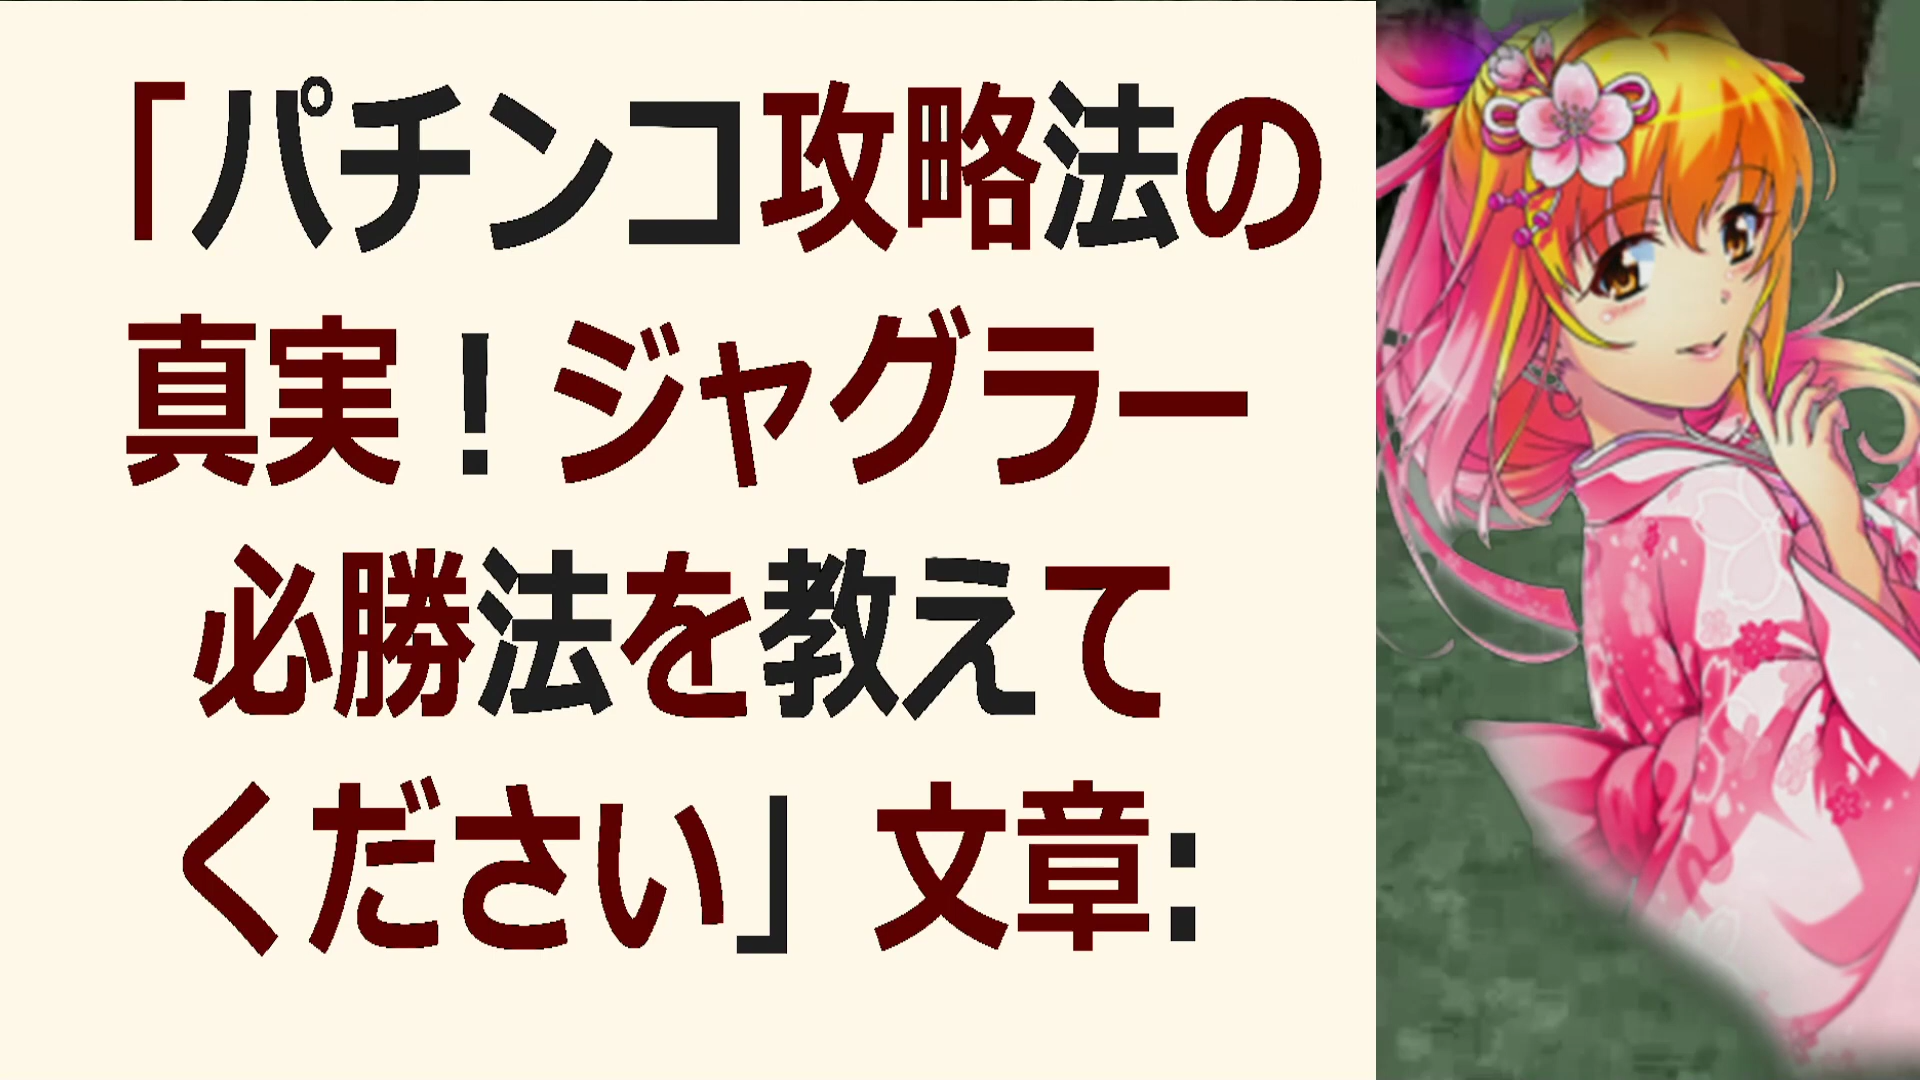 「パチンコ攻略法の
真実！ジャグラー
必勝法を教えて
ください」文章: